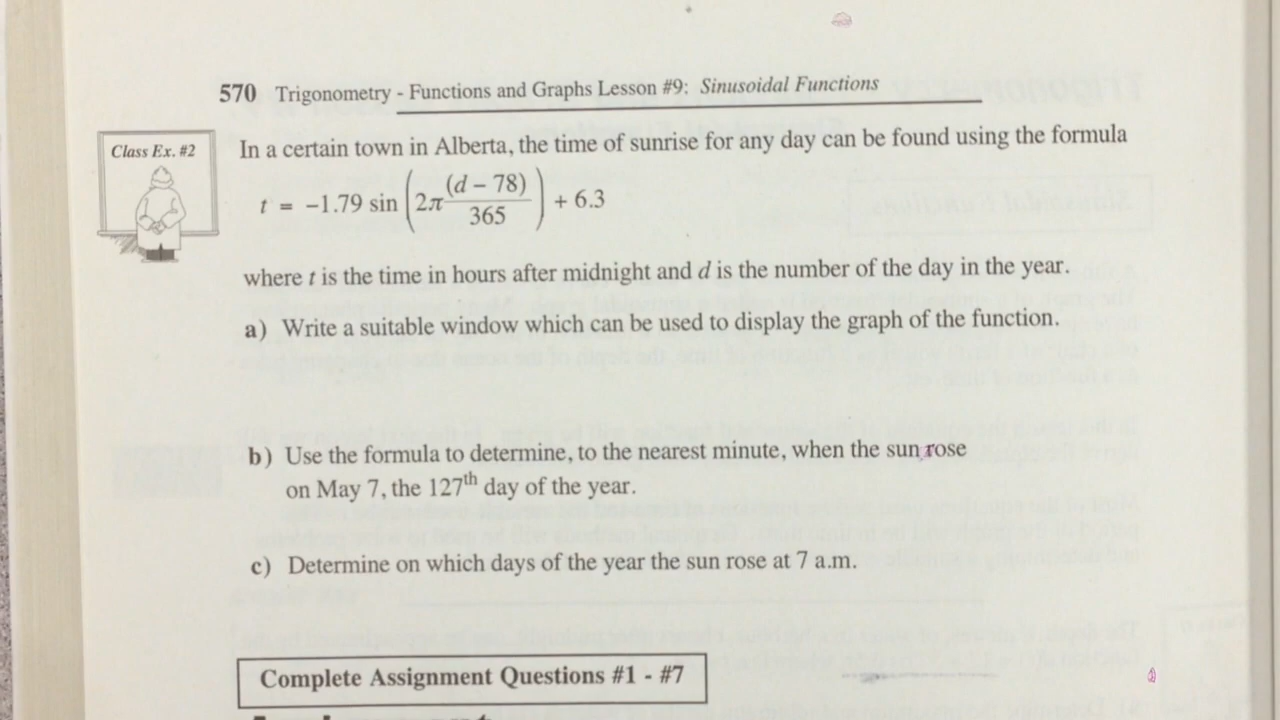 570 Trigonometry - Functions and Graphs Lesson #9: Sinusoidal Functions
Class Ex. #2
In a certain town in Alberta, the time of sunrise for any day can be found using the formula
t = −1.79 sin (2π (d − 78)/365) + 6.3
where t is the time in hours after midnight and d is the number of the day in the year.
a) Write a suitable window which can be used to display the graph of the function.
b) Use the formula to determine, to the nearest minute, when the sun rose
on May 7, the 127th day of the year.
c) Determine on which days of the year the sun rose at 7 a.m.
Complete Assignment Questions #1 - #7